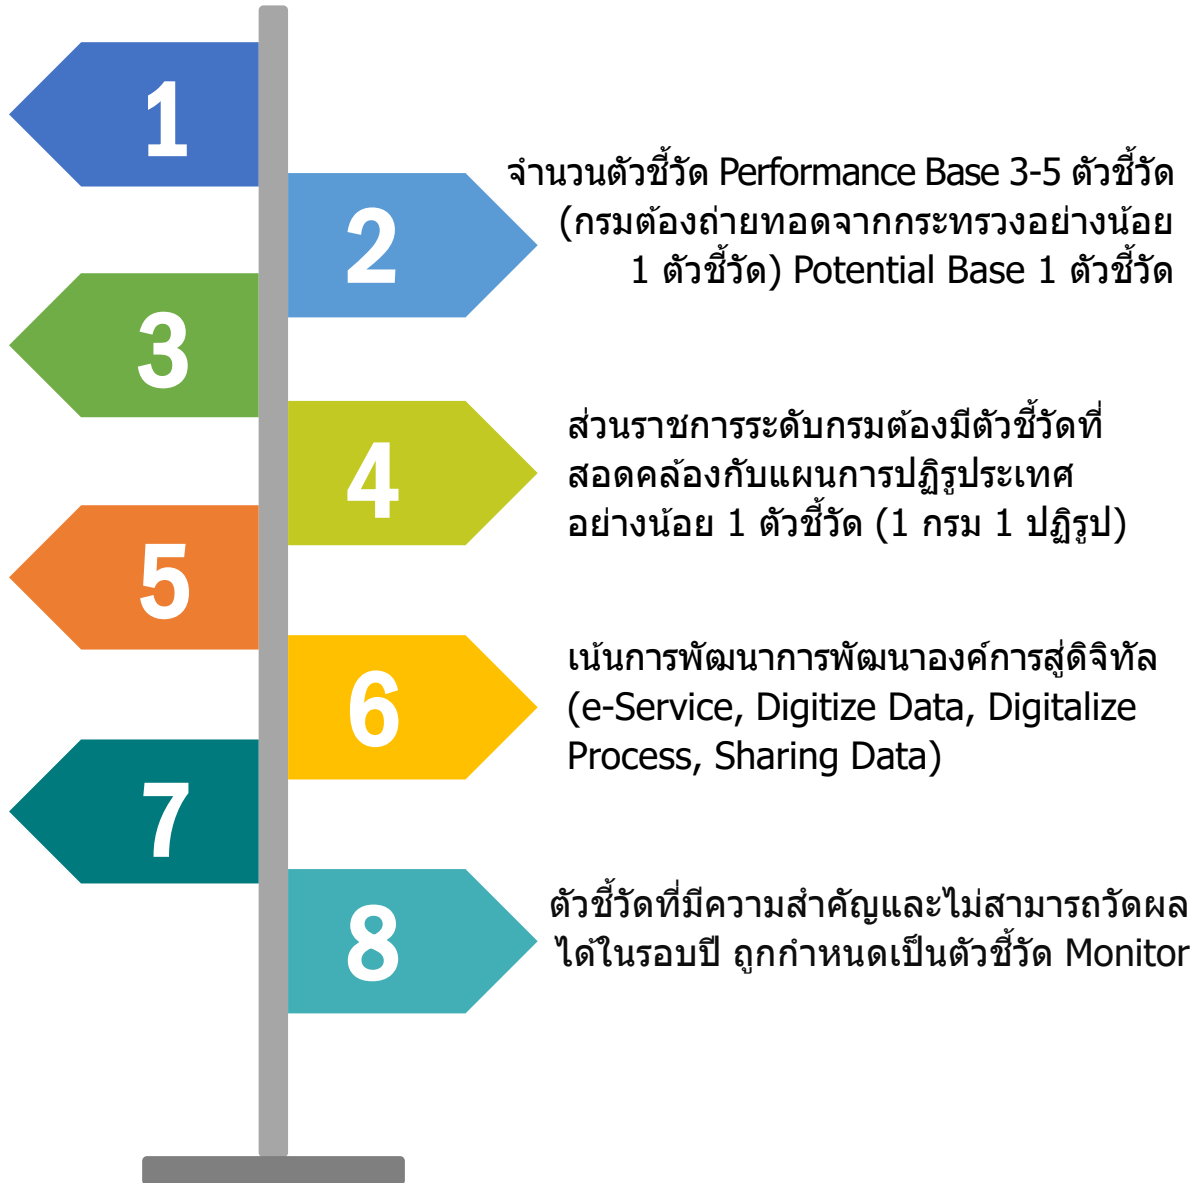 1
จำนวนตัวชี้วัด Performance Base 3-5 ตัวชี้วัด
(กรมต้องถ่ายทอดจากกระทรวงอย่างน้อย
1 ตัวชี้วัด) Potential Base 1 ตัวชี้วัด
2
3
ส่วนราชการระดับกรมต้องมีตัวชี้วัดที่
สอดคล้องกับแผนการปฏิรูประเทศ
อย่างน้อย 1 ตัวชี้วัด (1 กรม 1 ปฏิรูป)
4
5
เน้นการพัฒนาการพัฒนาองค์การสู่ดิจิทัล
(e-Service, Digitize Data, Digitalize
Process, Sharing Data)
6
7
ตัวชี้วัดที่มีความสำคัญและไม่สามารถวัดผล
ได้ในรอบปี ถูกกำหนดเป็นตัวชี้วัด Monitor
8